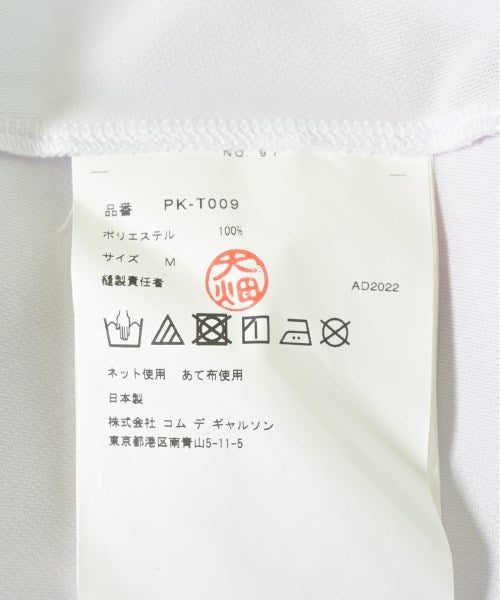 NO 97
品番 PK-T009
ポリエステル 100%
サイズ M
縫製責任者 大畑 AD2022
ネット使用 あて布使用
日本製
株式会社 コム デ ギャルソン
東京都港区南青山5-11-5